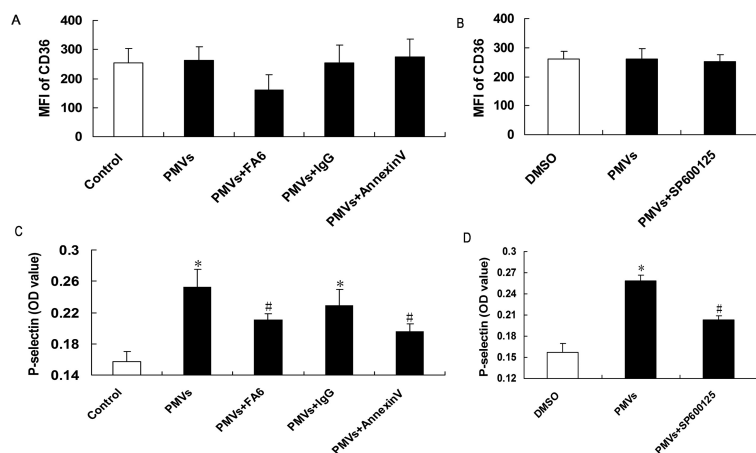 A
400
300
200
100
0
MFI of CD36
Control
PMVs
PMVs+FA6
PMVs+IgG
PMVs+AnnexinV
B
400
300
200
100
0
MFI of CD36
DMSO
PMVs
PMVs+SP600125
C
0.3
0.26
0.22
0.18
0.14
P-selectin (OD value)
*
#
*
#
Control
PMVs
PMVs+FA6
PMVs+IgG
PMVs+AnnexinV
D
0.3
0.27
0.24
0.21
0.18
0.15
0.12
P-selectin (OD value)
*
#
DMSO
PMVs
PMVs+SP600125